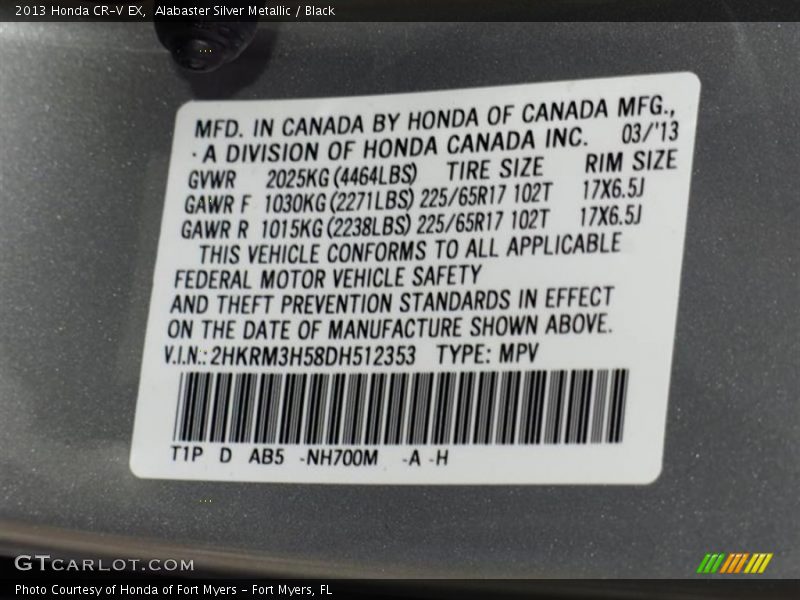 2013 Honda CR-V EX, Alabaster Silver Metallic / Black
MFD. IN CANADA BY HONDA OF CANADA MFG.,
· A DIVISION OF HONDA CANADA INC. 03/'13
GVWR 2025KG (4464LBS) TIRE SIZE RIM SIZE
GAWR F 1030KG (2271LBS) 225/65R17 102T 17X6.5J
GAWR R 1015KG (2238LBS) 225/65R17 102T 17X6.5J
THIS VEHICLE CONFORMS TO ALL APPLICABLE
FEDERAL MOTOR VEHICLE SAFETY
AND THEFT PREVENTION STANDARDS IN EFFECT
ON THE DATE OF MANUFACTURE SHOWN ABOVE.
V.I.N.: 2HKRM3H58DH512353 TYPE: MPV
T1P D AB5 -NH700M -A -H
GTCARLOT.COM
Photo Courtesy of Honda of Fort Myers - Fort Myers, FL